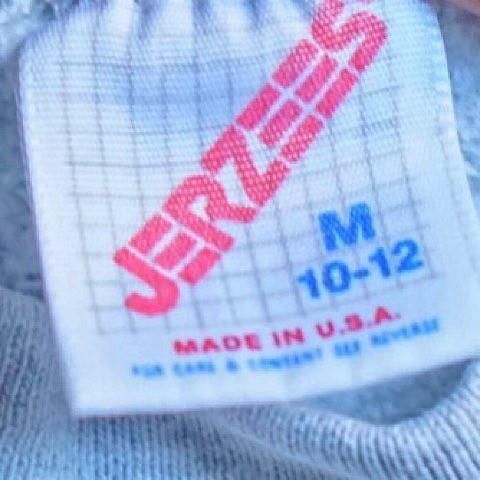 JERZEES
M
10-12
MADE IN U.S.A.
FOR CARE & CONTENT SEE REVERSE